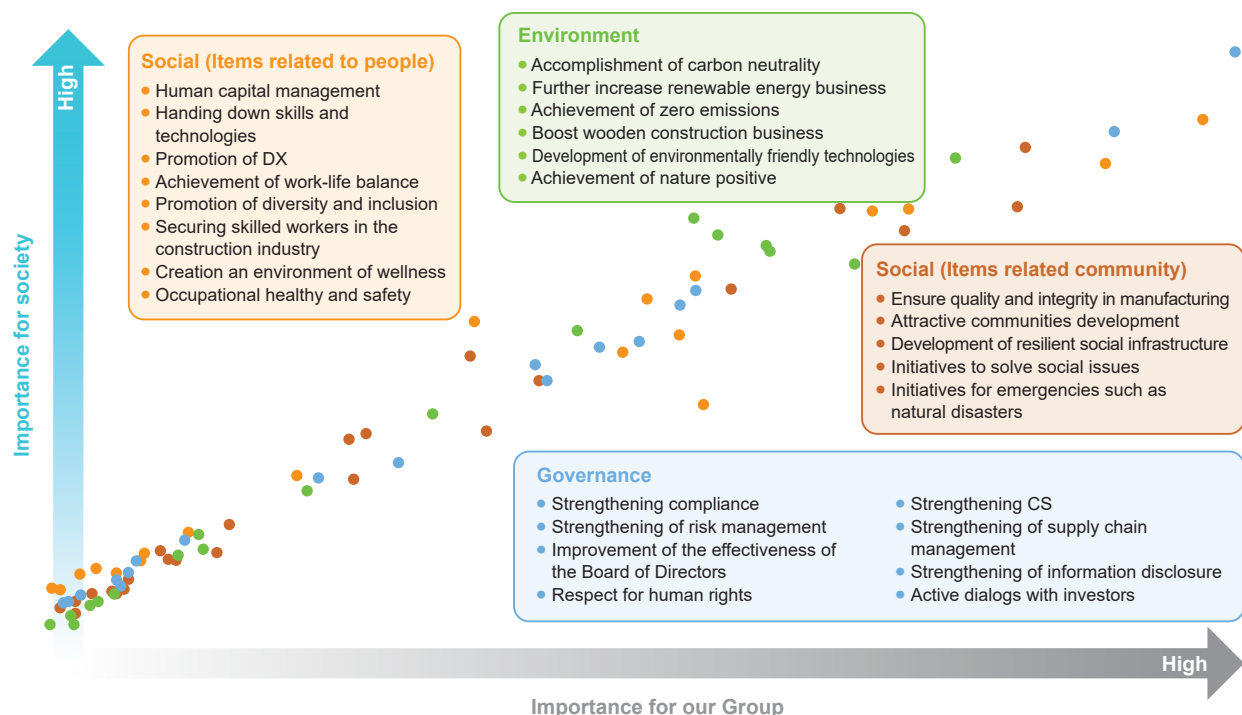 High
Importance for society
Social (Items related to people)
● Human capital management
● Handing down skills and
technologies
● Promotion of DX
● Achievement of work-life balance
● Promotion of diversity and inclusion
● Securing skilled workers in the
construction industry
● Creation an environment of wellness
● Occupational healthy and safety
Environment
● Accomplishment of carbon neutrality
● Further increase renewable energy business
● Achievement of zero emissions
● Boost wooden construction business
● Development of environmentally friendly technologies
● Achievement of nature positive
Social (Items related community)
● Ensure quality and integrity in manufacturing
● Attractive communities development
● Development of resilient social infrastructure
● Initiatives to solve social issues
● Initiatives for emergencies such as
natural disasters
Governance
● Strengthening compliance
● Strengthening of risk management
● Improvement of the effectiveness of
the Board of Directors
● Respect for human rights
● Strengthening CS
● Strengthening of supply chain
management
● Strengthening of information disclosure
● Active dialogs with investors
High
Importance for our Group